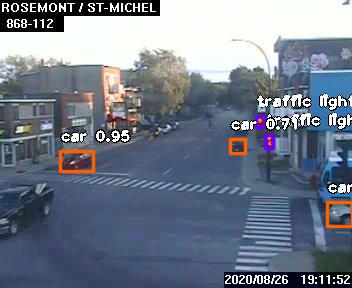 ROSEMONT / ST-MICHEL
868-112
traffic light
car 0.95
car 0.71
traffic ligh
car
2020/08/26 19:11:52